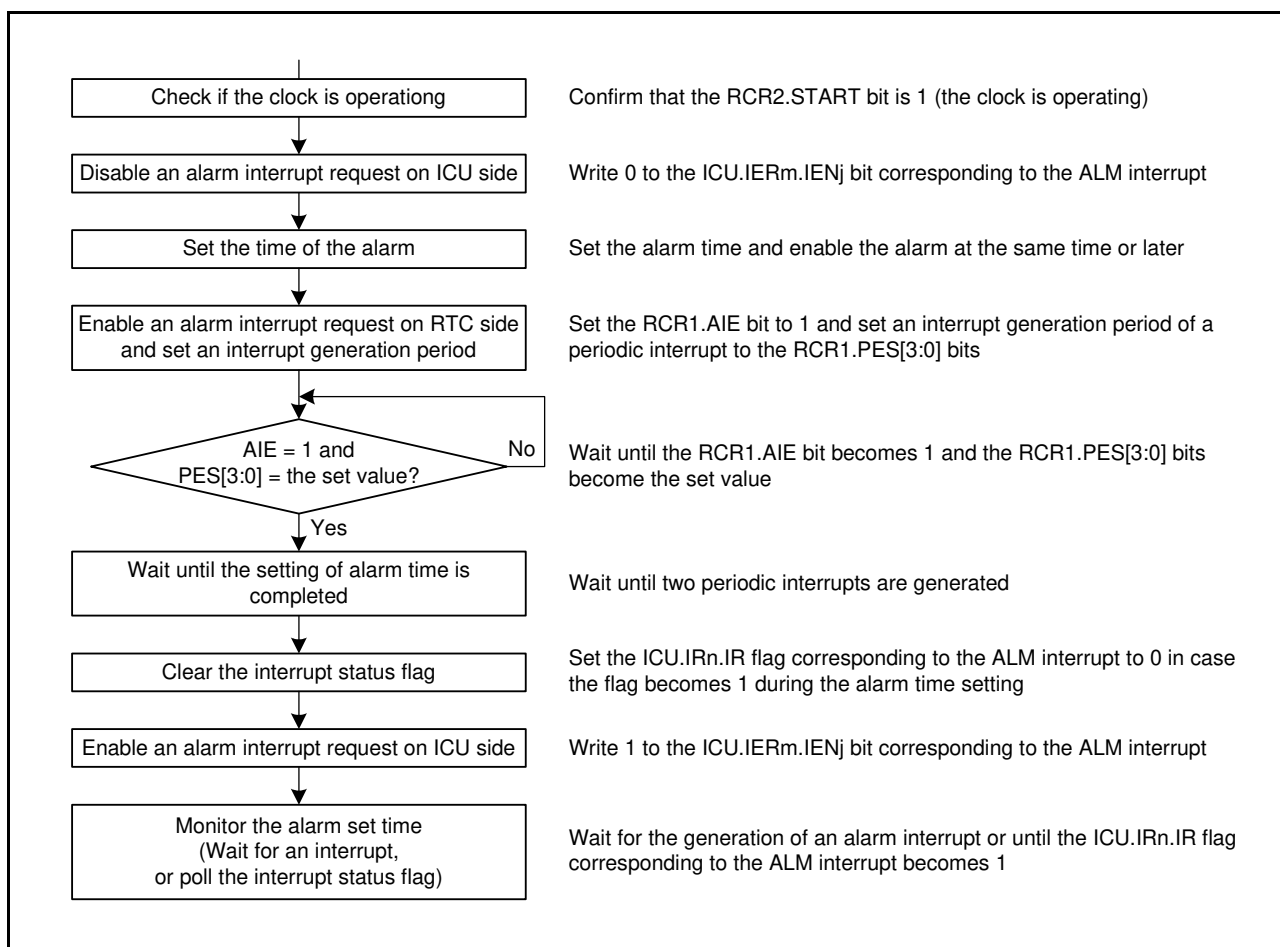 Check if the clock is operationg
Confirm that the RCR2.START bit is 1 (the clock is operating)
Disable an alarm interrupt request on ICU side
Write 0 to the ICU.IERm.IENj bit corresponding to the ALM interrupt
Set the time of the alarm
Set the alarm time and enable the alarm at the same time or later
Enable an alarm interrupt request on RTC side
and set an interrupt generation period
Set the RCR1.AIE bit to 1 and set an interrupt generation period of a
periodic interrupt to the RCR1.PES[3:0] bits
AIE = 1 and
PES[3:0] = the set value?
No
Wait until the RCR1.AIE bit becomes 1 and the RCR1.PES[3:0] bits
become the set value
Yes
Wait until the setting of alarm time is
completed
Wait until two periodic interrupts are generated
Clear the interrupt status flag
Set the ICU.IRn.IR flag corresponding to the ALM interrupt to 0 in case
the flag becomes 1 during the alarm time setting
Enable an alarm interrupt request on ICU side
Write 1 to the ICU.IERm.IENj bit corresponding to the ALM interrupt
Monitor the alarm set time
(Wait for an interrupt,
or poll the interrupt status flag)
Wait for the generation of an alarm interrupt or until the ICU.IRn.IR flag
corresponding to the ALM interrupt becomes 1